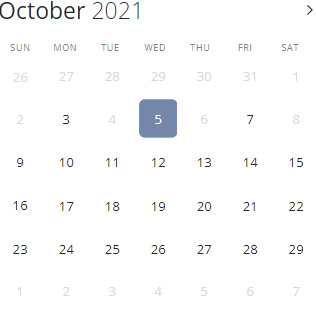 October 2021 >
SUN MON TUE WED THU FRI SAT
26 27 28 29 30 31 1
2 3 4 5 6 7 8
9 10 11 12 13 14 15
16 17 18 19 20 21 22
23 24 25 26 27 28 29
1 2 3 4 5 6 7